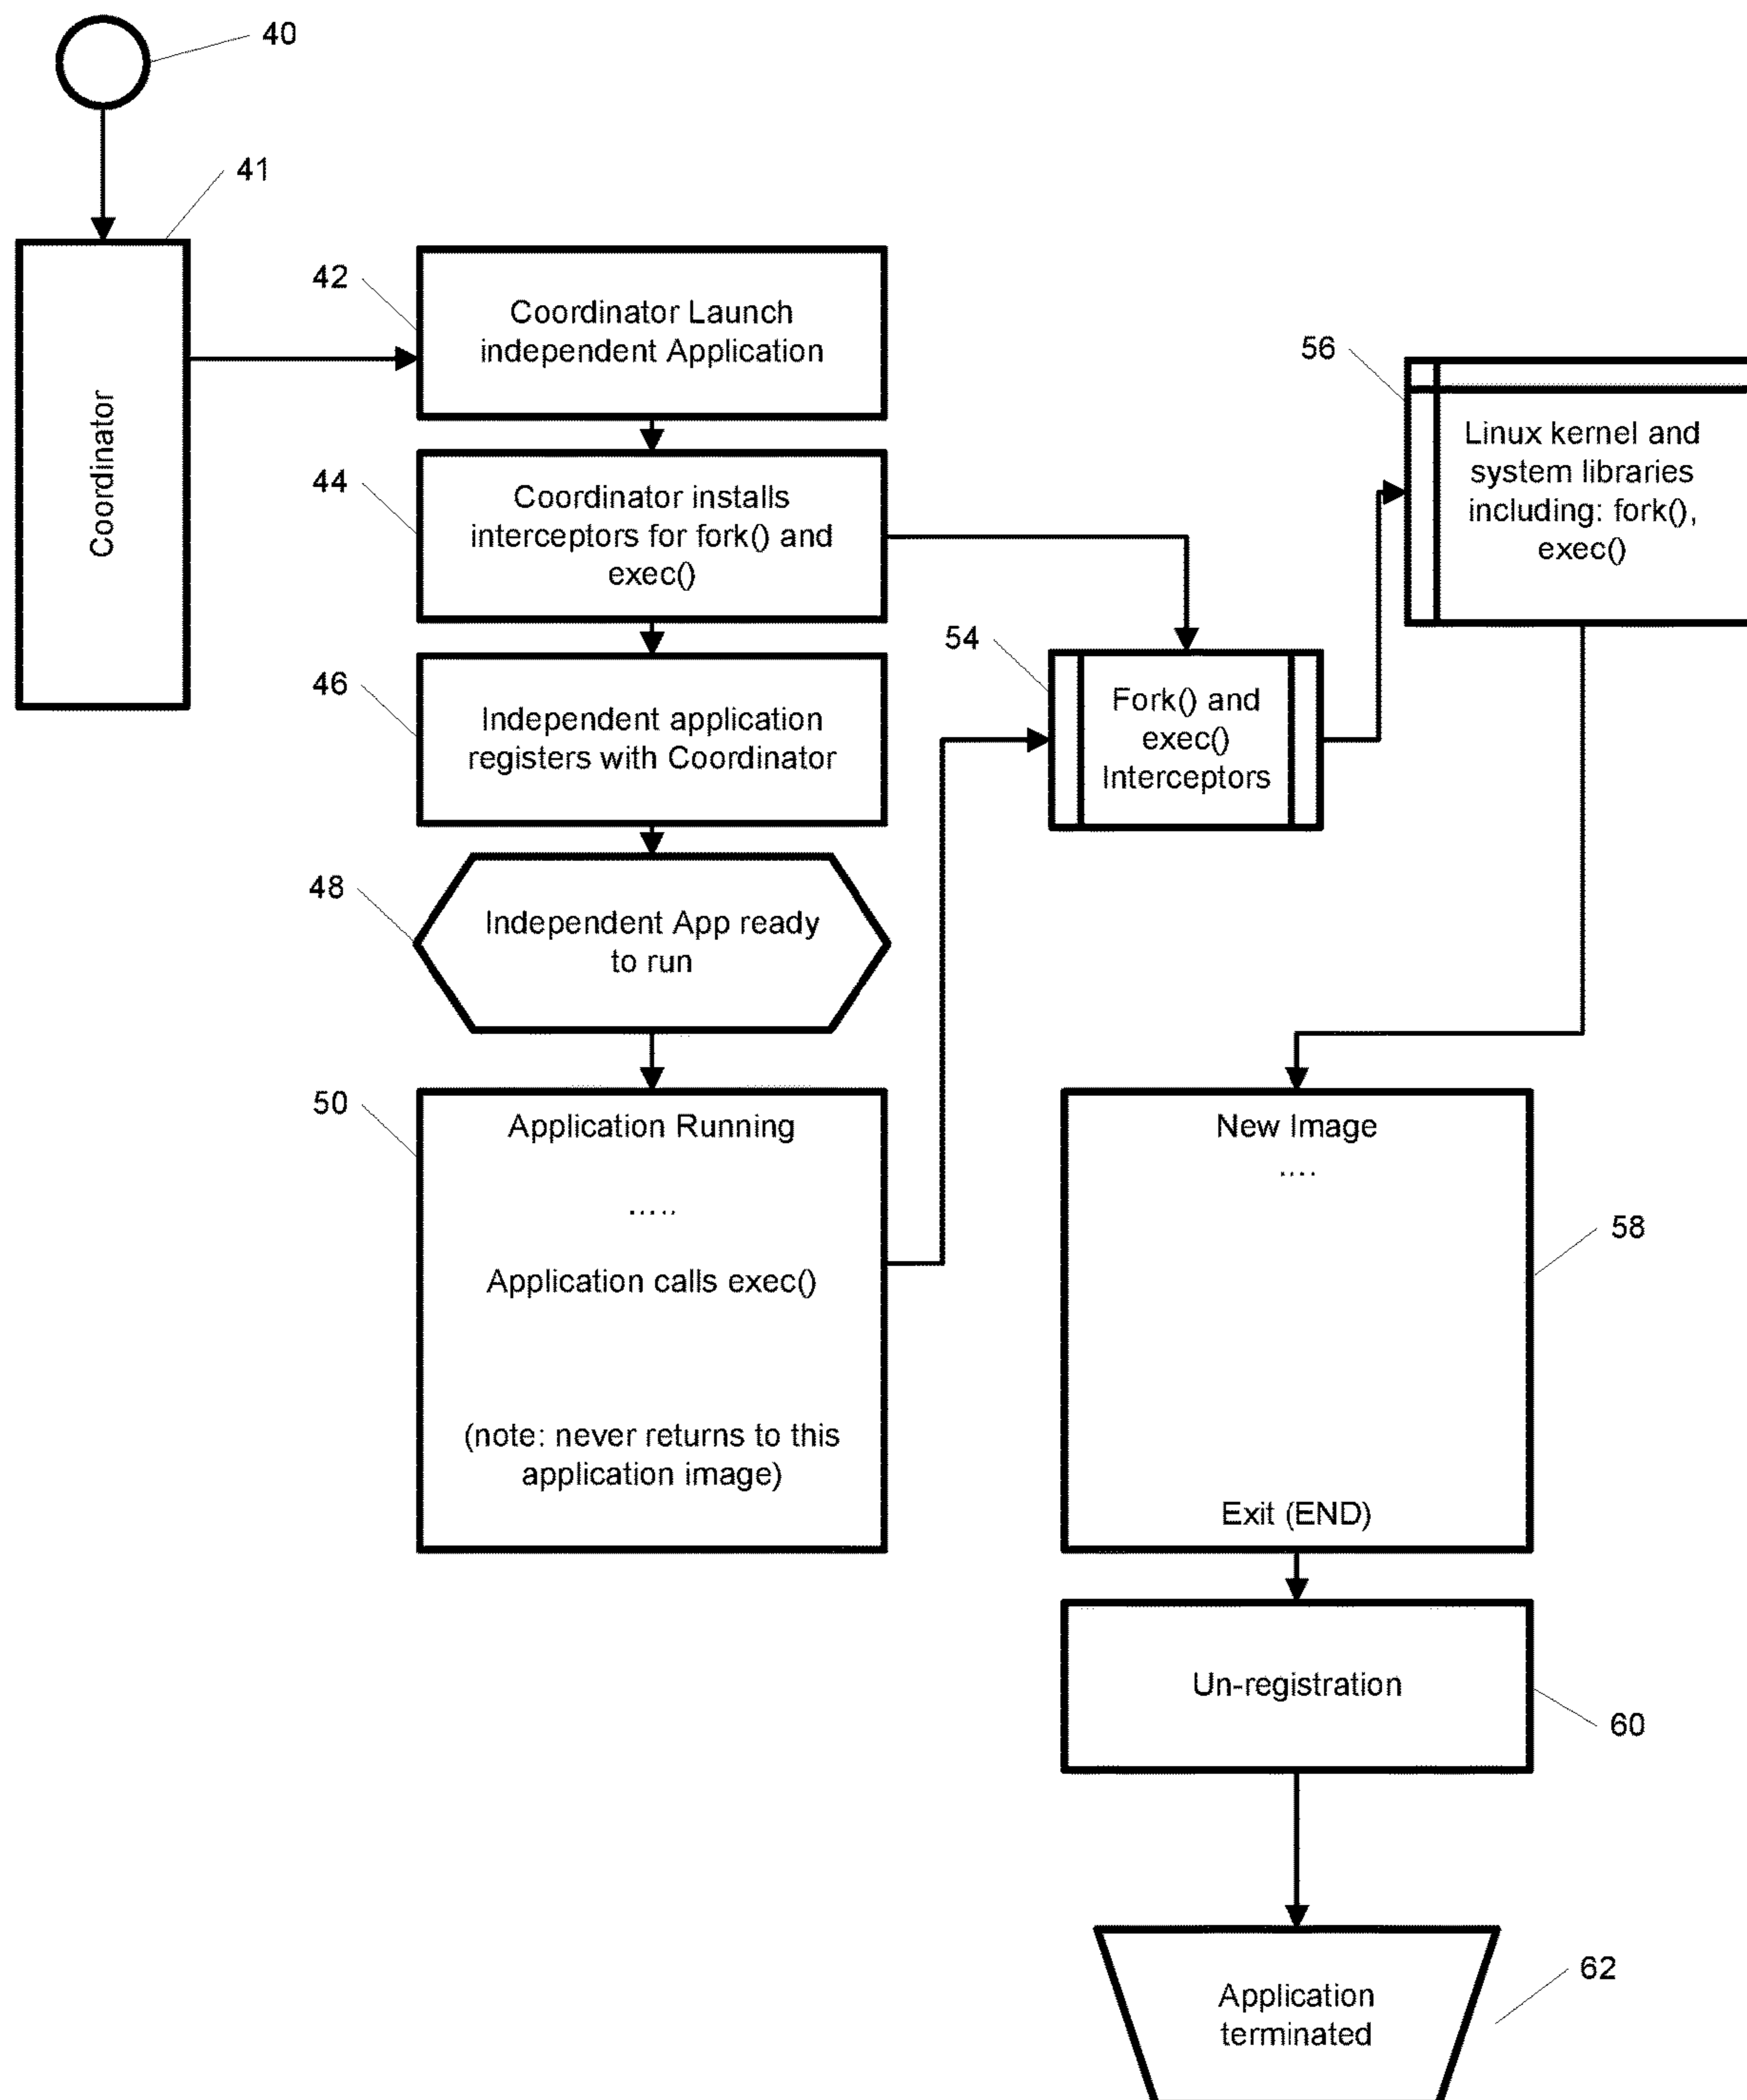 40
41
Coordinator
42
Coordinator Launch
independent Application
44
Coordinator installs
interceptors for fork() and
exec()
46
Independent application
registers with Coordinator
48
Independent App ready
to run
50
Application Running
.....
Application calls exec()
(note: never returns to this
application image)
54
Fork() and
exec()
Interceptors
56
Linux kernel and
system libraries
including: fork(),
exec()
New Image
....
58
Exit (END)
Un-registration
60
62
Application
terminated